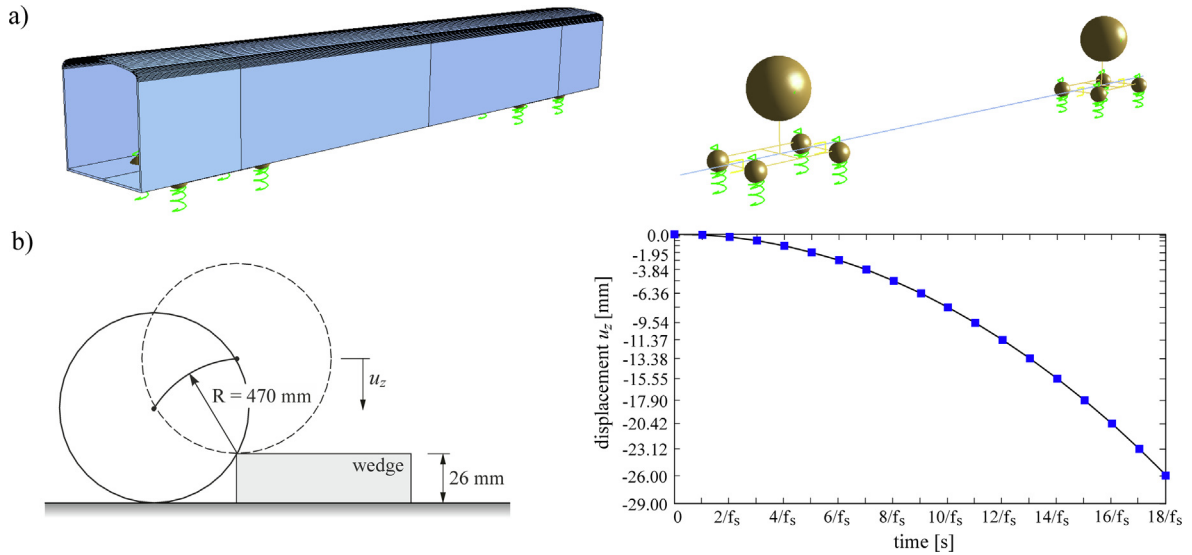 a)
b)
u_z
R = 470 mm
wedge
26 mm
displacement u_z [mm]
0.0
-1.95
-3.84
-6.36
-9.54
-11.37
-13.38
-15.55
-17.90
-20.42
-23.12
-26.00
-29.00
0 2/f_s 4/f_s 6/f_s 8/f_s 10/f_s 12/f_s 14/f_s 16/f_s 18/f_s
time [s]